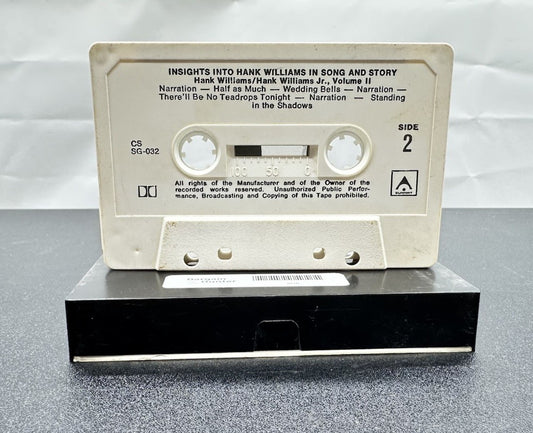 INSIGHTS INTO HANK WILLIAMS IN SONG AND STORY
Hank Williams/Hank Williams Jr., Volume II
Narration — Half as Much — Wedding Bells — Narration —
There'll Be No Teadrops Tonight — Narration — Standing
in the Shadows
CS
SG-032
SIDE
2
100 50 0
All rights of the Manufacturer and of the Owner of the
recorded works reserved. Unauthorized Public Perfor-
mance, Broadcasting and Copying of this Tape prohibited.